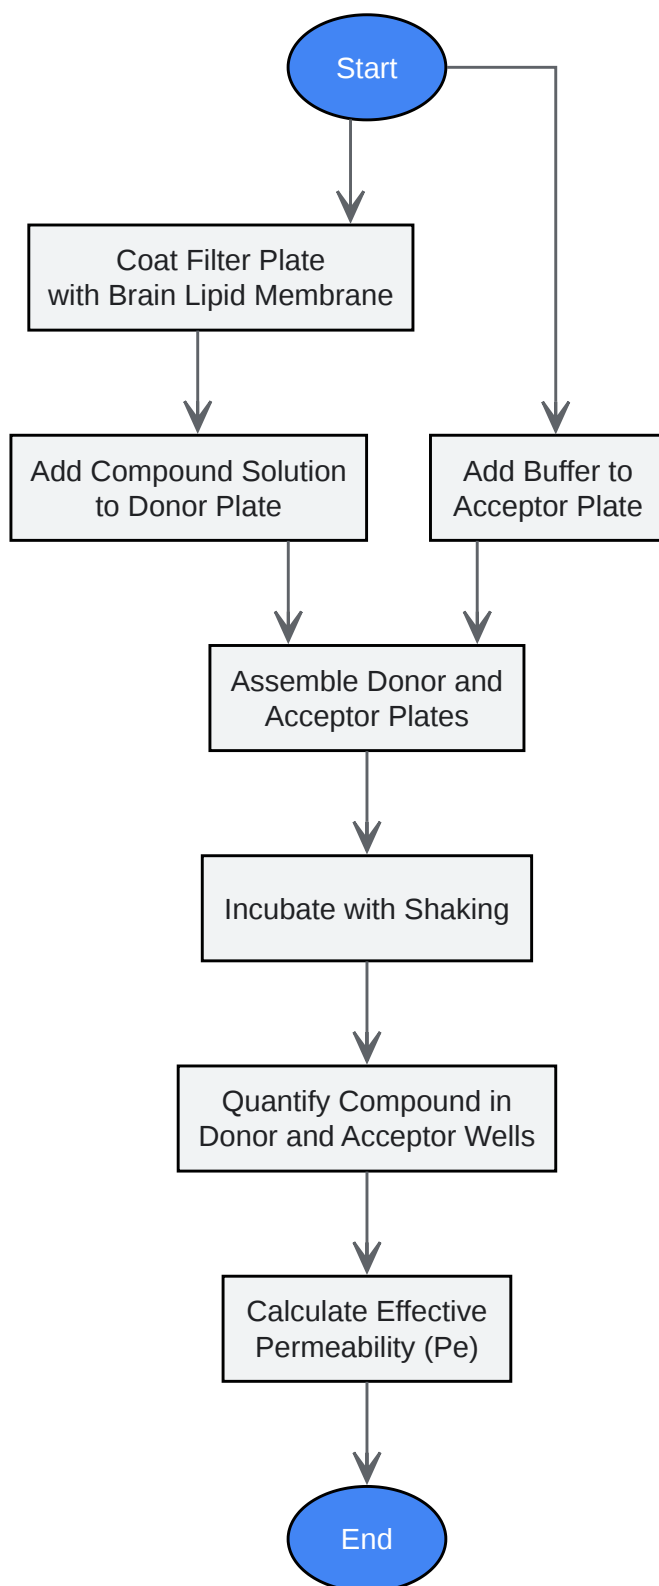 Start
Coat Filter Plate
with Brain Lipid Membrane
Add Compound Solution
to Donor Plate
Add Buffer to
Acceptor Plate
Assemble Donor and
Acceptor Plates
Incubate with Shaking
Quantify Compound in
Donor and Acceptor Wells
Calculate Effective
Permeability (Pe)
End